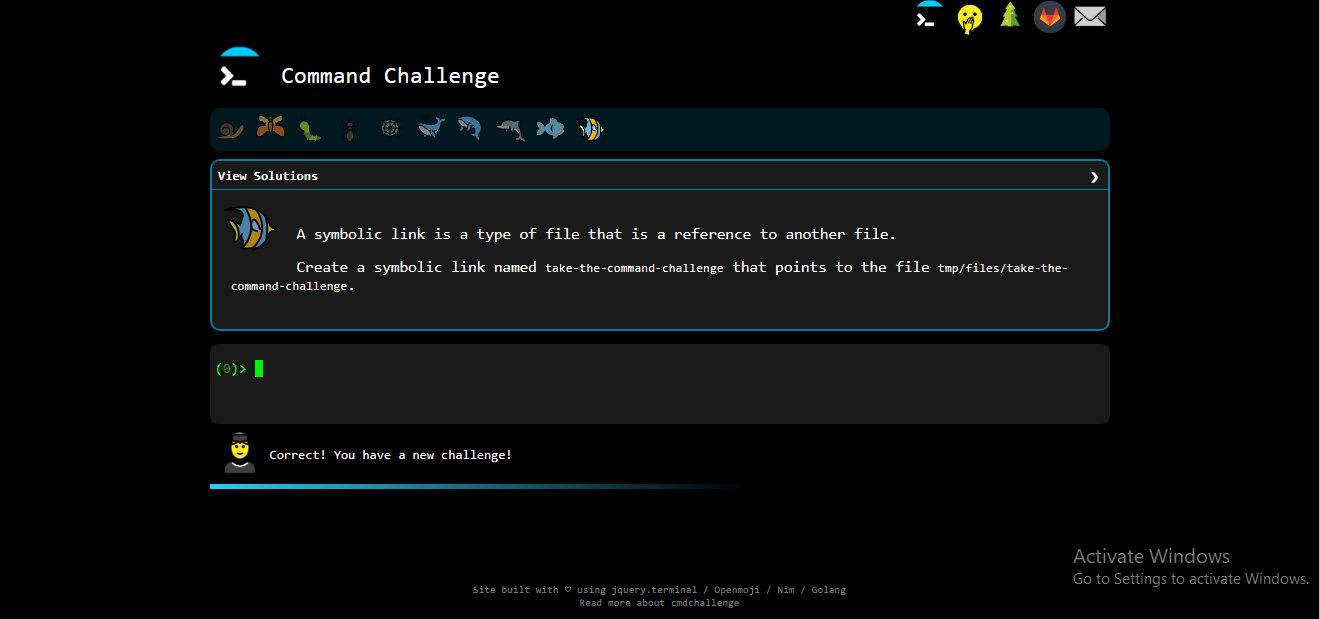 Command Challenge
View Solutions ❯
A symbolic link is a type of file that is a reference to another file.
Create a symbolic link named take-the-command-challenge that points to the file tmp/files/take-the-
command-challenge.
(0)>
Correct! You have a new challenge!
Activate Windows
Go to Settings to activate Windows.
Site built with ♡ using jquery.terminal / Openmoji / Nim / Golang
Read more about cmdchallenge